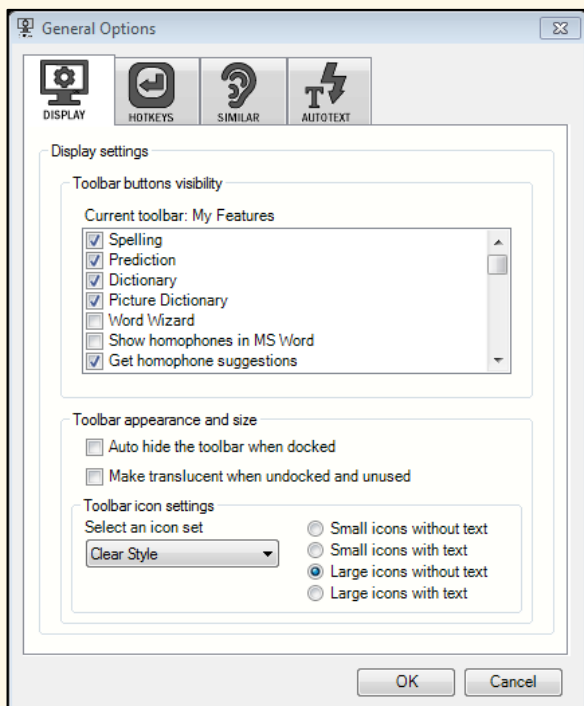 General Options
DISPLAY
HOTKEYS
SIMILAR
T
AUTOTEXT
Display settings
Toolbar buttons visibility
Current toolbar: My Features
Spelling
Prediction
Dictionary
Picture Dictionary
Word Wizard
Show homophones in MS Word
Get homophone suggestions
Toolbar appearance and size
Auto hide the toolbar when docked
Make translucent when undocked and unused
Toolbar icon settings
Select an icon set
Clear Style
Small icons without text
Small icons with text
Large icons without text
Large icons with text
OK
Cancel